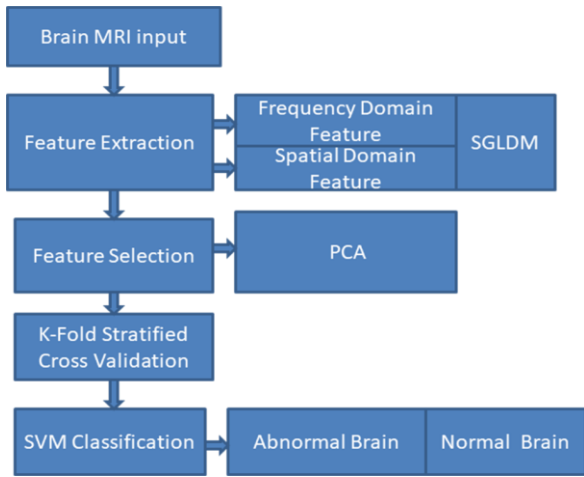 Brain MRI input
Feature Extraction
Frequency Domain
Feature
Spatial Domain
Feature
SGLDM
Feature Selection
PCA
K-Fold Stratified
Cross Validation
SVM Classification
Abnormal Brain
Normal Brain